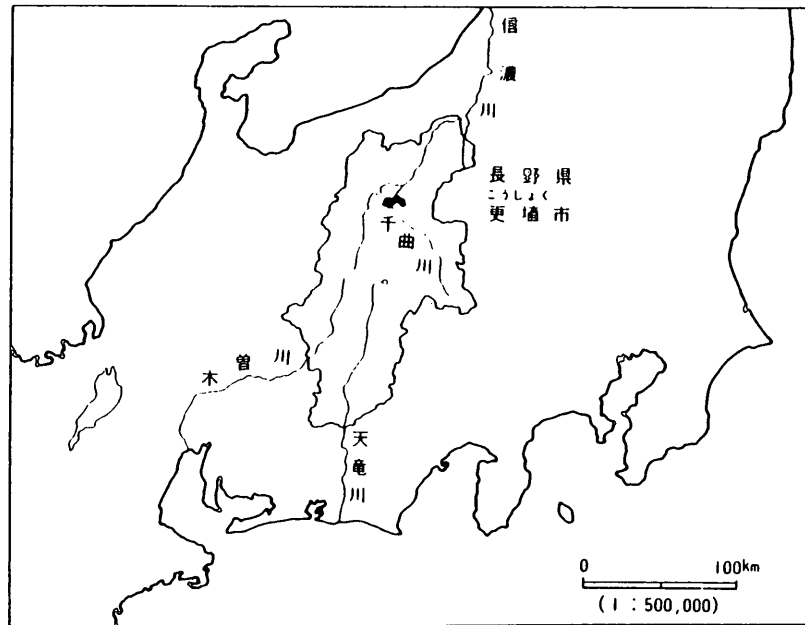 信濃川
長野県
こうしょく
更埴市
千曲川
木曽川
天竜川
0 100km
(1:500,000)